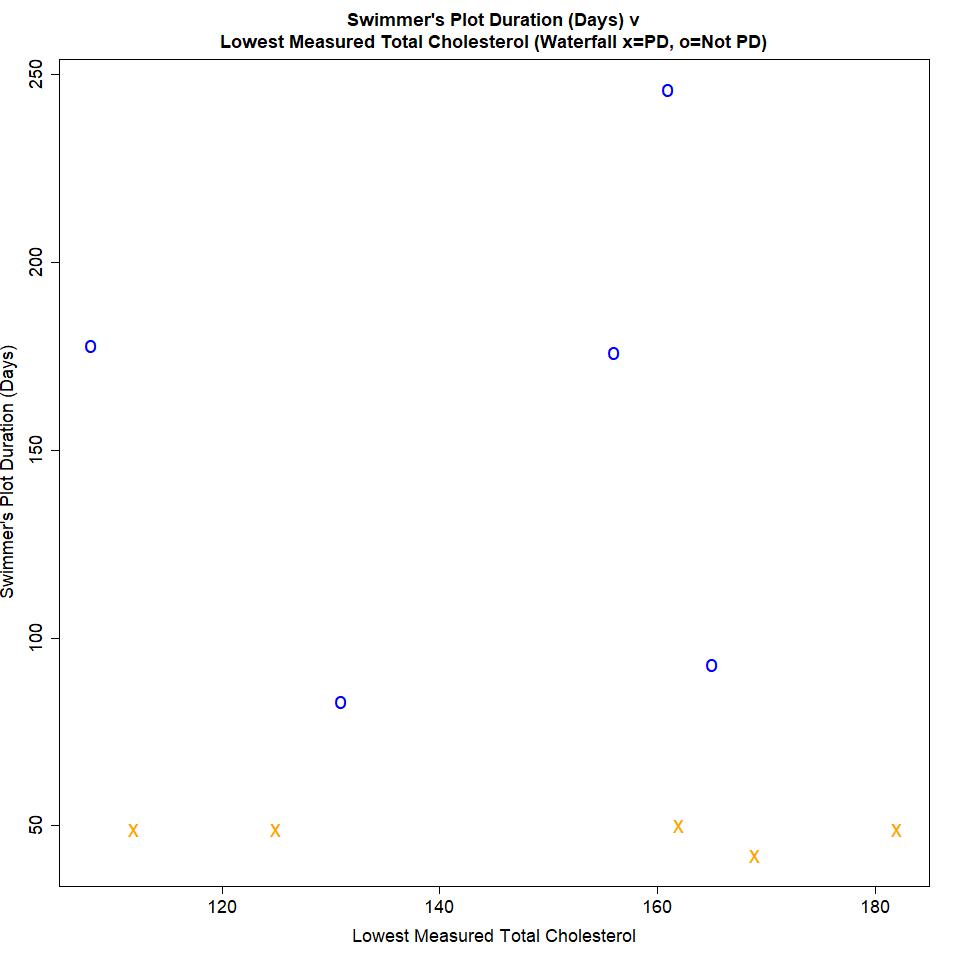 Swimmer's Plot Duration (Days) v
Lowest Measured Total Cholesterol (Waterfall x=PD, o=Not PD)
Swimmer's Plot Duration (Days)
250
200
150
100
50
o
o
o
o
o
x
x
x
x
x
120
140
160
180
Lowest Measured Total Cholesterol